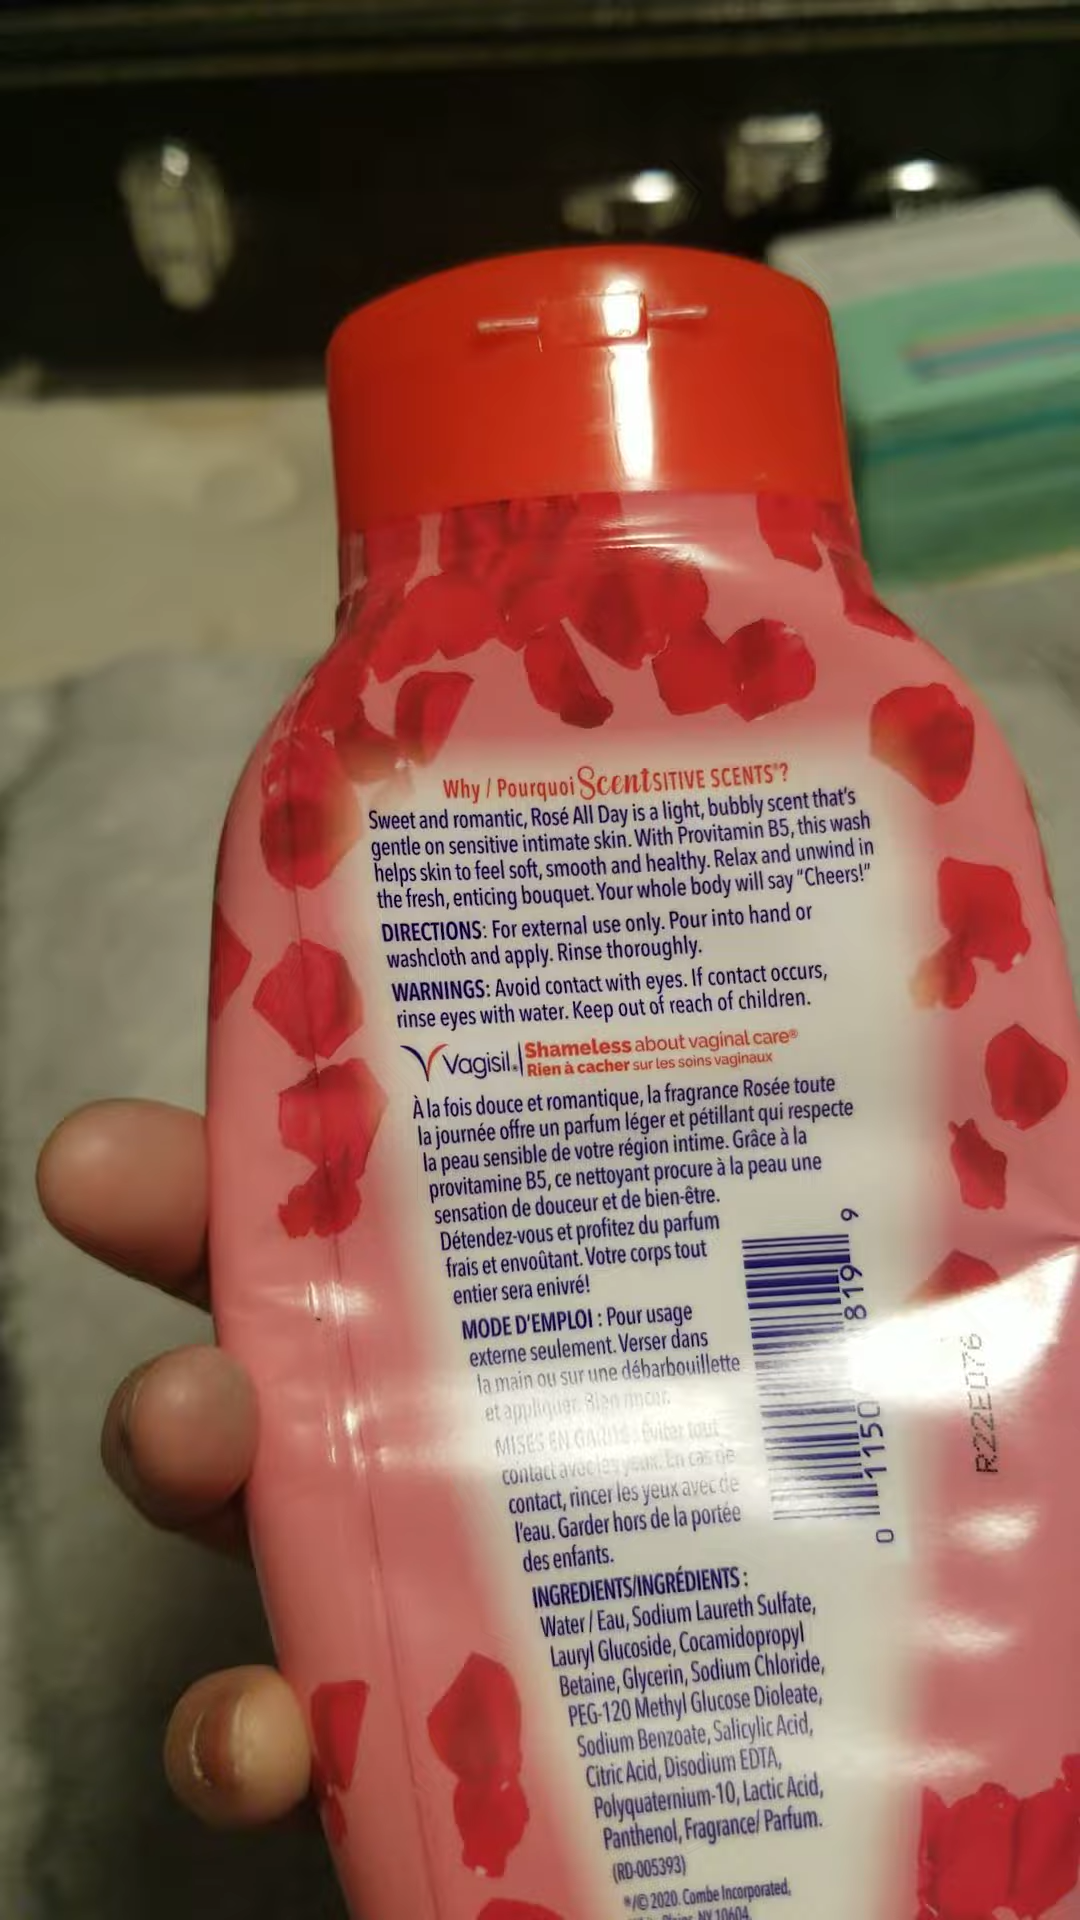 Why / Pourquoi ScentSITIVE SCENTS®?
Sweet and romantic, Rosé All Day is a light, bubbly scent that's
gentle on sensitive intimate skin. With Provitamin B5, this wash
helps skin to feel soft, smooth and healthy. Relax and unwind in
the fresh, enticing bouquet. Your whole body will say “Cheers!”
DIRECTIONS: For external use only. Pour into hand or
washcloth and apply. Rinse thoroughly.
WARNINGS: Avoid contact with eyes. If contact occurs,
rinse eyes with water. Keep out of reach of children.
Vagisil®
Shameless about vaginal care®
Rien à cacher sur les soins vaginaux
À la fois douce et romantique, la fragrance Rosée toute
la journée offre un parfum léger et pétillant qui respecte
la peau sensible de votre région intime. Grâce à la
provitamine B5, ce nettoyant procure à la peau une
sensation de douceur et de bien-être.
Détendez-vous et profitez du parfum
frais et envoûtant. Votre corps tout
entier sera enivré!
MODE D'EMPLOI : Pour usage
externe seulement. Verser dans
la main ou sur une débarbouillette
et appliquer. Bien rincer.
MISES EN GARDE : Éviter tout
contact avec les yeux. En cas de
contact, rincer les yeux avec de
l'eau. Garder hors de la portée
des enfants.
INGREDIENTS/INGRÉDIENTS :
Water / Eau, Sodium Laureth Sulfate,
Lauryl Glucoside, Cocamidopropyl
Betaine, Glycerin, Sodium Chloride,
PEG-120 Methyl Glucose Dioleate,
Sodium Benzoate, Salicylic Acid,
Citric Acid, Disodium EDTA,
Polyquaternium-10, Lactic Acid,
Panthenol, Fragrance/ Parfum.
(RD-005393)
®/© 2020. Combe Incorporated,
Plains, NY 10604
0 1150 819 9
R22E076